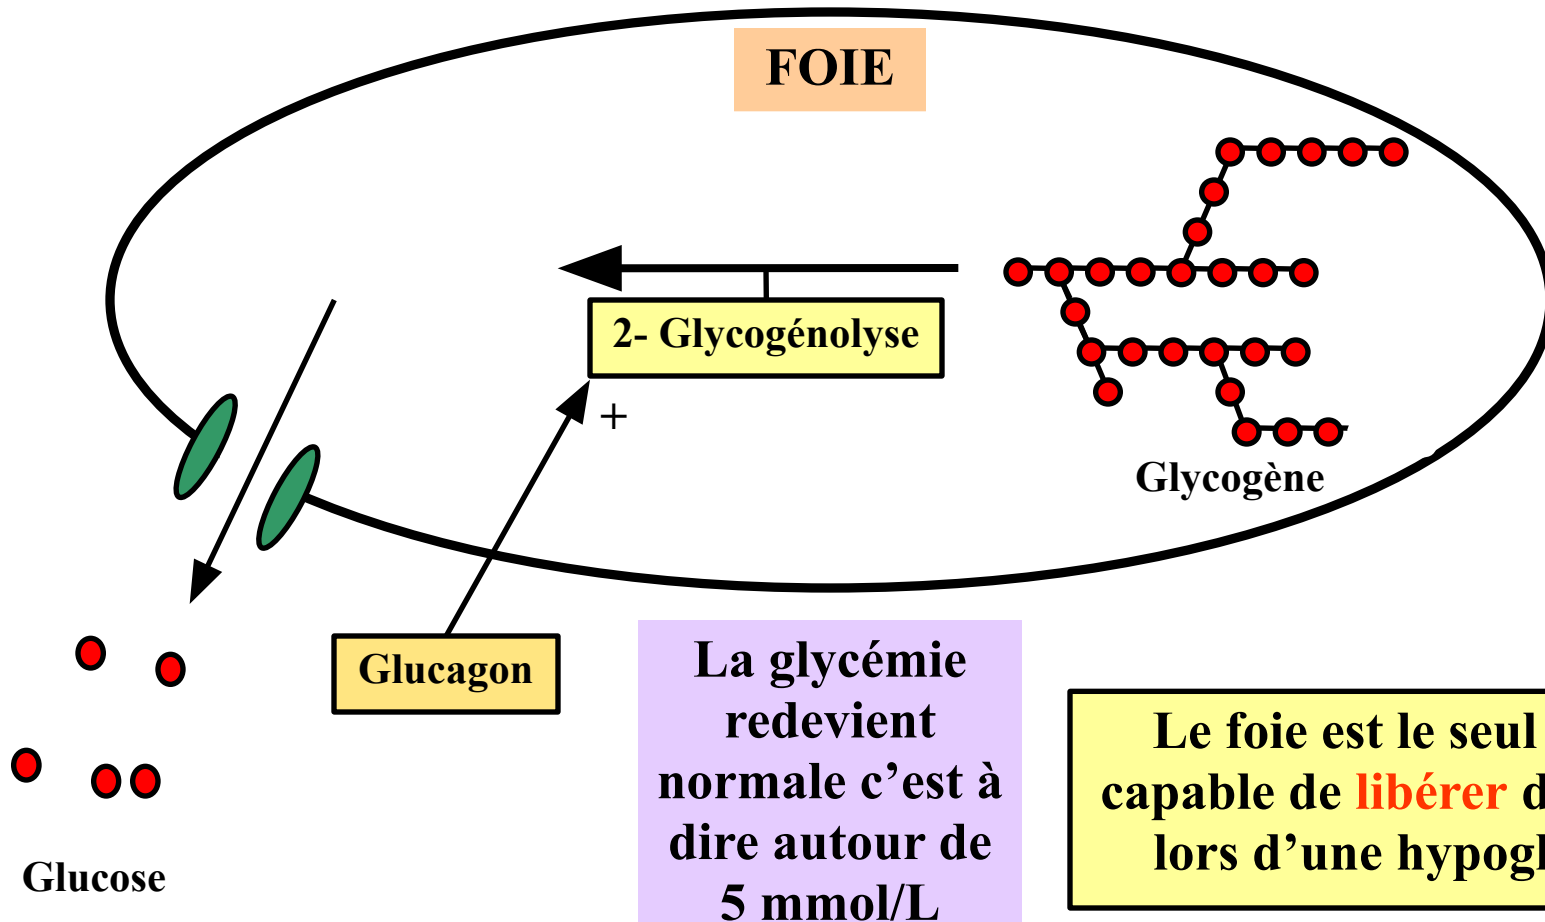 FOIE
2- Glycogénolyse
+
Glycogène
Glucagon
Glucose
La glycémie
redevient
normale c’est à
dire autour de
5 mmol/L
Le foie est le seul
capable de libérer d
lors d’une hypogl